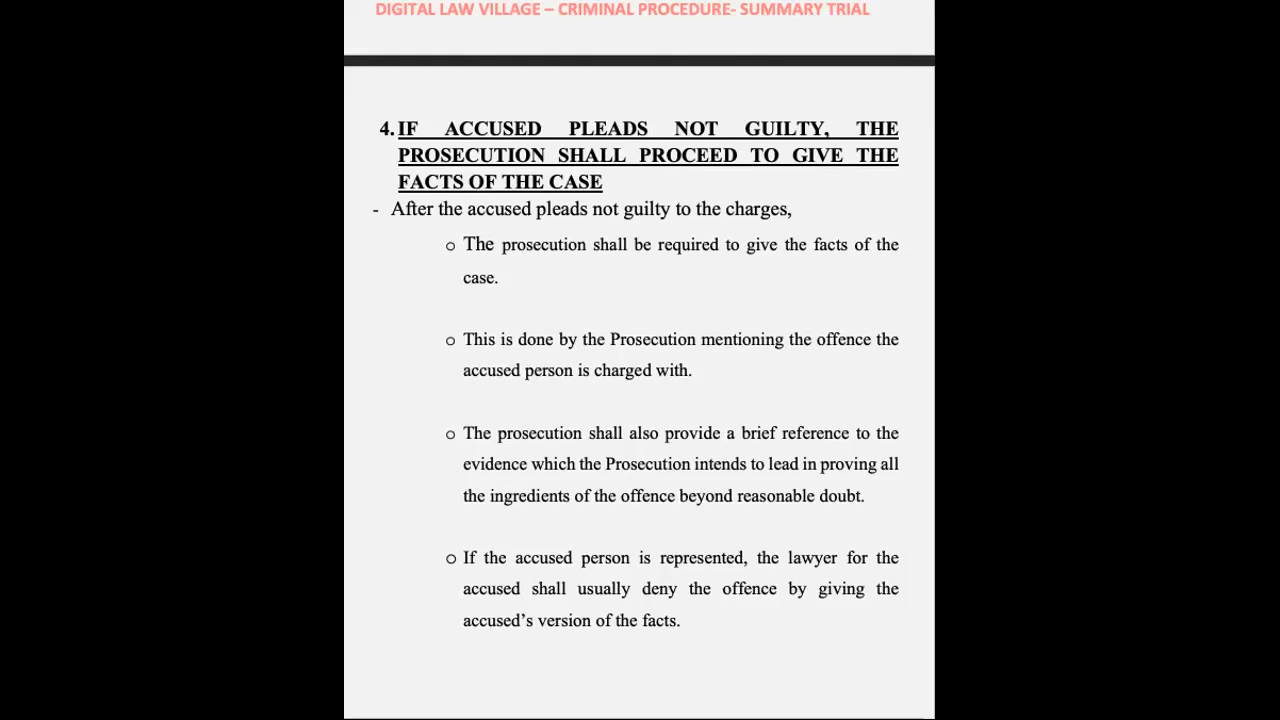 DIGITAL LAW VILLAGE – CRIMINAL PROCEDURE- SUMMARY TRIAL
4. IF ACCUSED PLEADS NOT GUILTY, THE
PROSECUTION SHALL PROCEED TO GIVE THE
FACTS OF THE CASE
- After the accused pleads not guilty to the charges,
o The prosecution shall be required to give the facts of the
case.
o This is done by the Prosecution mentioning the offence the
accused person is charged with.
o The prosecution shall also provide a brief reference to the
evidence which the Prosecution intends to lead in proving all
the ingredients of the offence beyond reasonable doubt.
o If the accused person is represented, the lawyer for the
accused shall usually deny the offence by giving the
accused’s version of the facts.